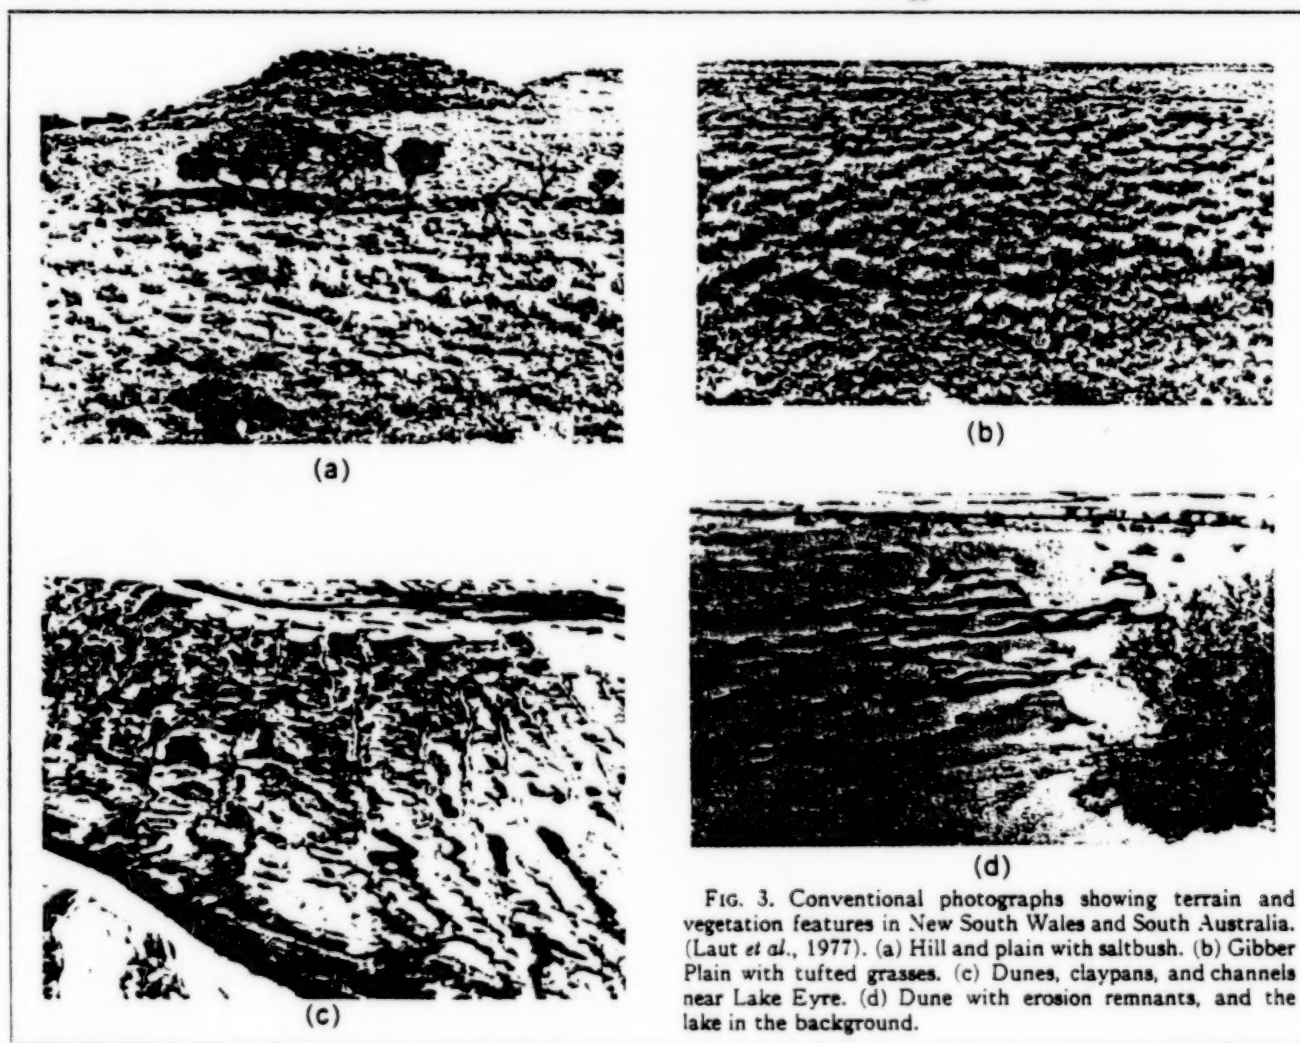 (a)
(b)
(c)
(d)
FIG. 3. Conventional photographs showing terrain and
vegetation features in New South Wales and South Australia.
(Laut et al., 1977). (a) Hill and plain with saltbush. (b) Gibber
Plain with tufted grasses. (c) Dunes, claypans, and channels
near Lake Eyre. (d) Dune with erosion remnants, and the
lake in the background.